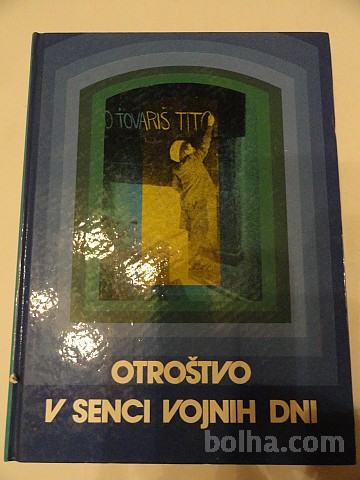 O TOVARIŠ TITO
OTROŠTVO
V SENCI VOJNIH DNI
bolha.com